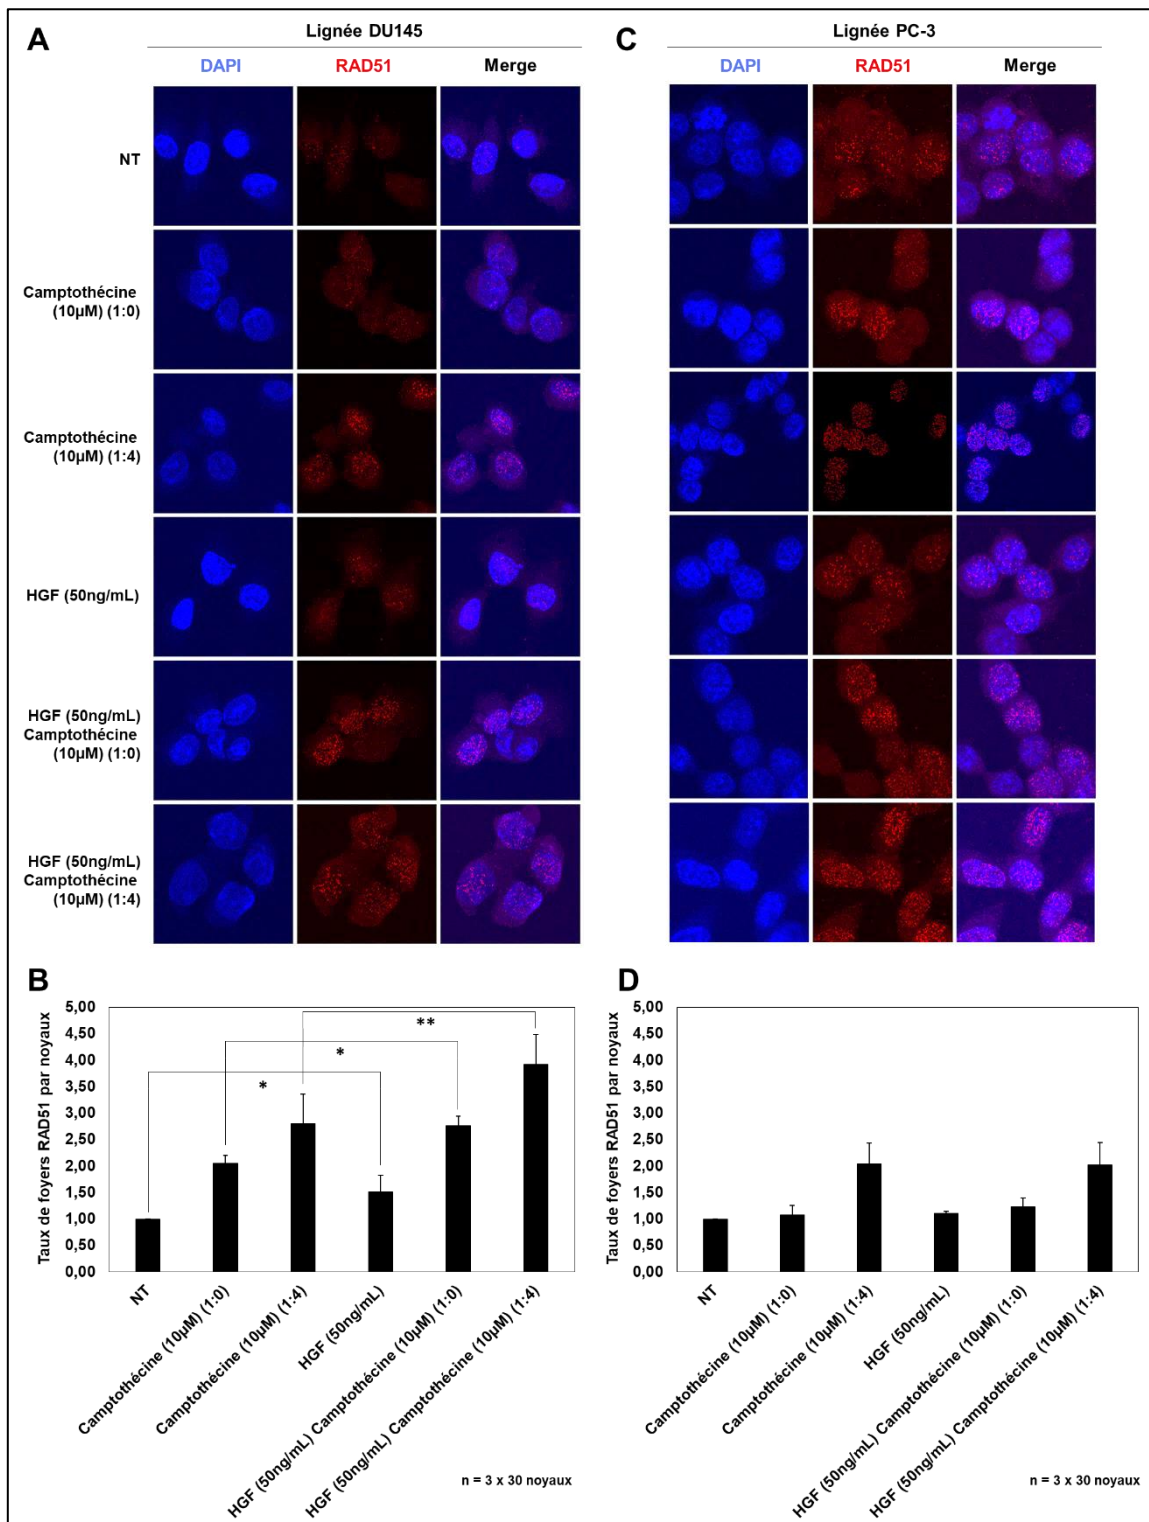 A
Lignée DU145
DAPI RAD51 Merge
NT
Camptothécine
(10µM) (1:0)
Camptothécine
(10µM) (1:4)
HGF (50ng/mL)
HGF (50ng/mL)
Camptothécine
(10µM) (1:0)
HGF (50ng/mL)
Camptothécine
(10µM) (1:4)
C
Lignée PC-3
DAPI RAD51 Merge
B
Taux de foyers RAD51 par noyaux
5,00
4,50
4,00
3,50
3,00
2,50
2,00
1,50
1,00
0,50
0,00
*
*
**
NT
Camptothécine (10µM) (1:0)
Camptothécine (10µM) (1:4)
HGF (50ng/mL)
HGF (50ng/mL) Camptothécine (10µM) (1:0)
HGF (50ng/mL) Camptothécine (10µM) (1:4)
n = 3 x 30 noyaux
D
Taux de foyers RAD51 par noyaux
5,00
4,50
4,00
3,50
3,00
2,50
2,00
1,50
1,00
0,50
0,00
NT
Camptothécine (10µM) (1:0)
Camptothécine (10µM) (1:4)
HGF (50ng/mL)
HGF (50ng/mL) Camptothécine (10µM) (1:0)
HGF (50ng/mL) Camptothécine (10µM) (1:4)
n = 3 x 30 noyaux